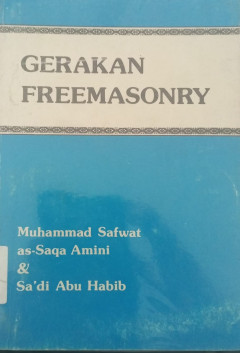 GERAKAN
FREEMASONRY
Muhammad Safwat
as-Saqa Amini
&
Sa'di Abu Habib